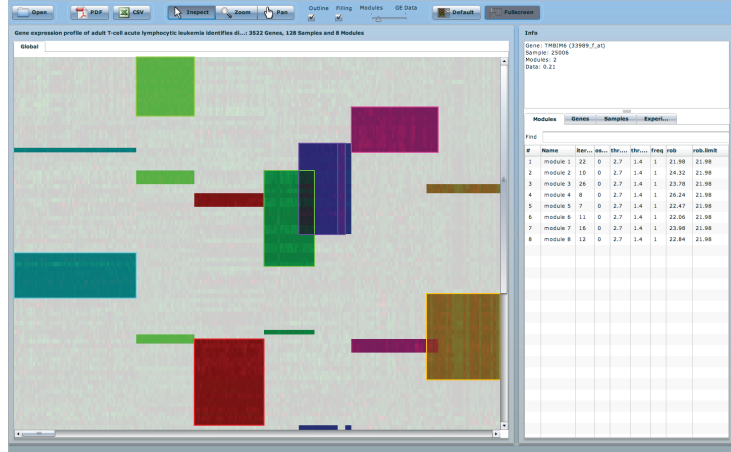 Open PDF CSV Inspect Zoom Pan Outline Filling Modules GE Data Default Fullscreen
Gene expression profile of adult T-cell acute lymphocytic leukemia identifies di...: 3522 Genes, 128 Samples and 8 Modules
Global
Info
Gene: TMBIM6 (33989_f_at)
Sample: 25006
Modules: 2
Data: 0.21
Modules Genes Samples Experi...
Find
# Name iter... os... thr.... thr.... freq rob rob.limit
1 module 1 22 0 2.7 1.4 1 21.98 21.98
2 module 2 10 0 2.7 1.4 1 24.32 21.98
3 module 3 26 0 2.7 1.4 1 23.78 21.98
4 module 4 8 0 2.7 1.4 1 26.24 21.98
5 module 5 7 0 2.7 1.4 1 22.47 21.98
6 module 6 11 0 2.7 1.4 1 22.06 21.98
7 module 7 16 0 2.7 1.4 1 23.98 21.98
8 module 8 12 0 2.7 1.4 1 22.84 21.98